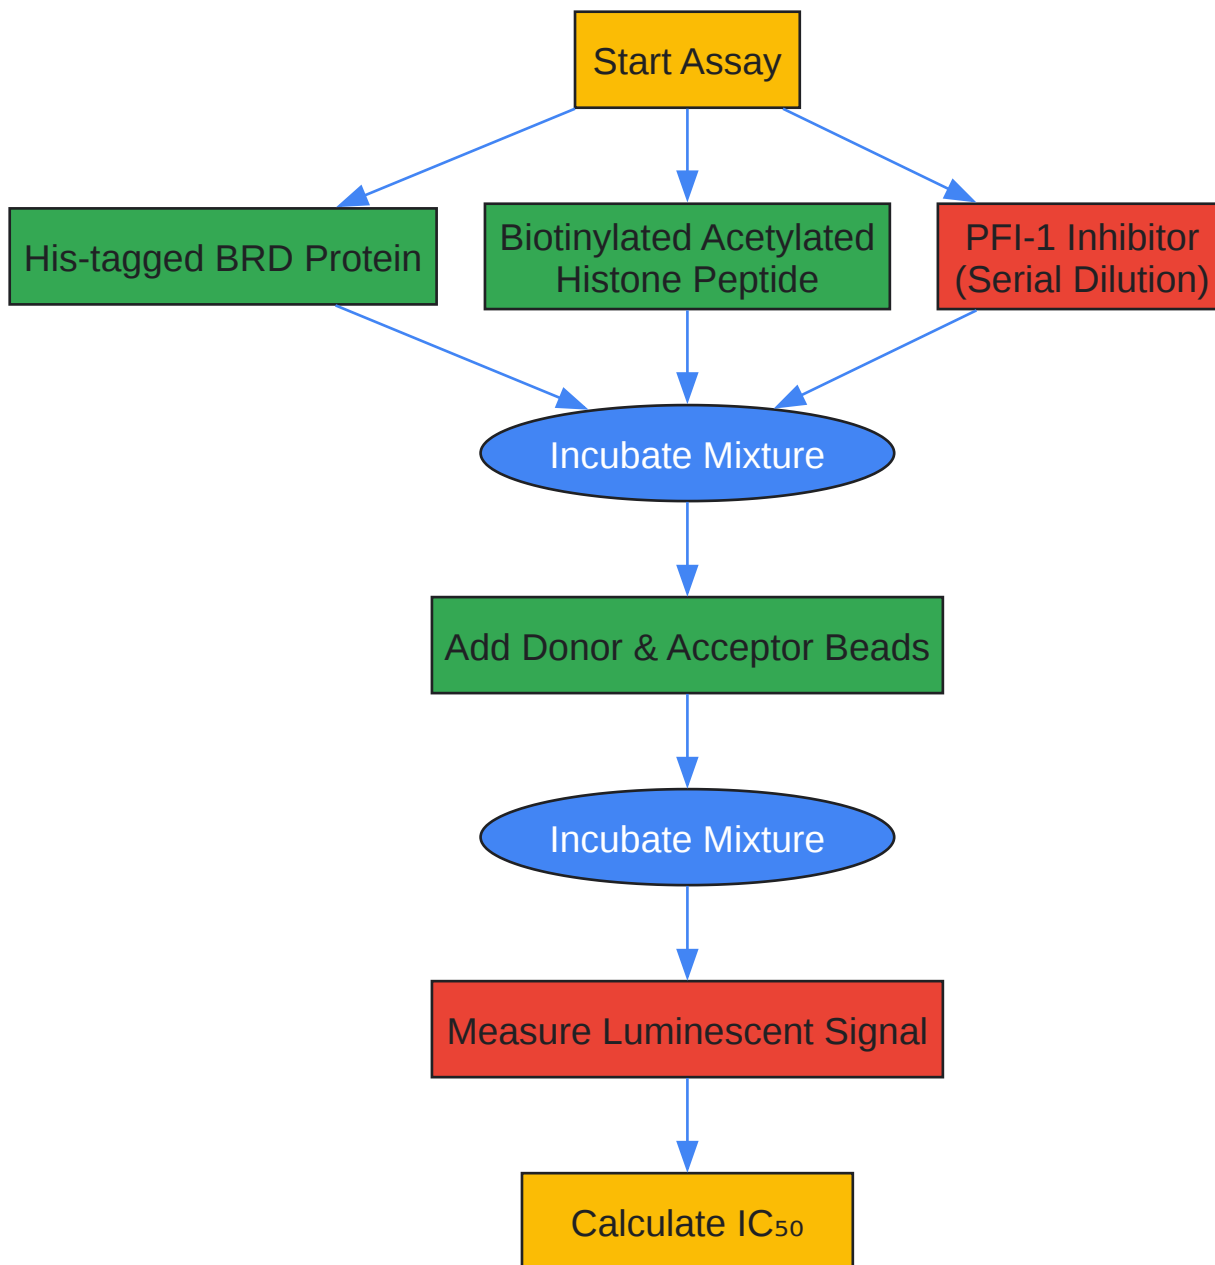 Start Assay
His-tagged BRD Protein
Biotinylated Acetylated
Histone Peptide
PFI-1 Inhibitor
(Serial Dilution)
Incubate Mixture
Add Donor & Acceptor Beads
Incubate Mixture
Measure Luminescent Signal
Calculate IC₅₀